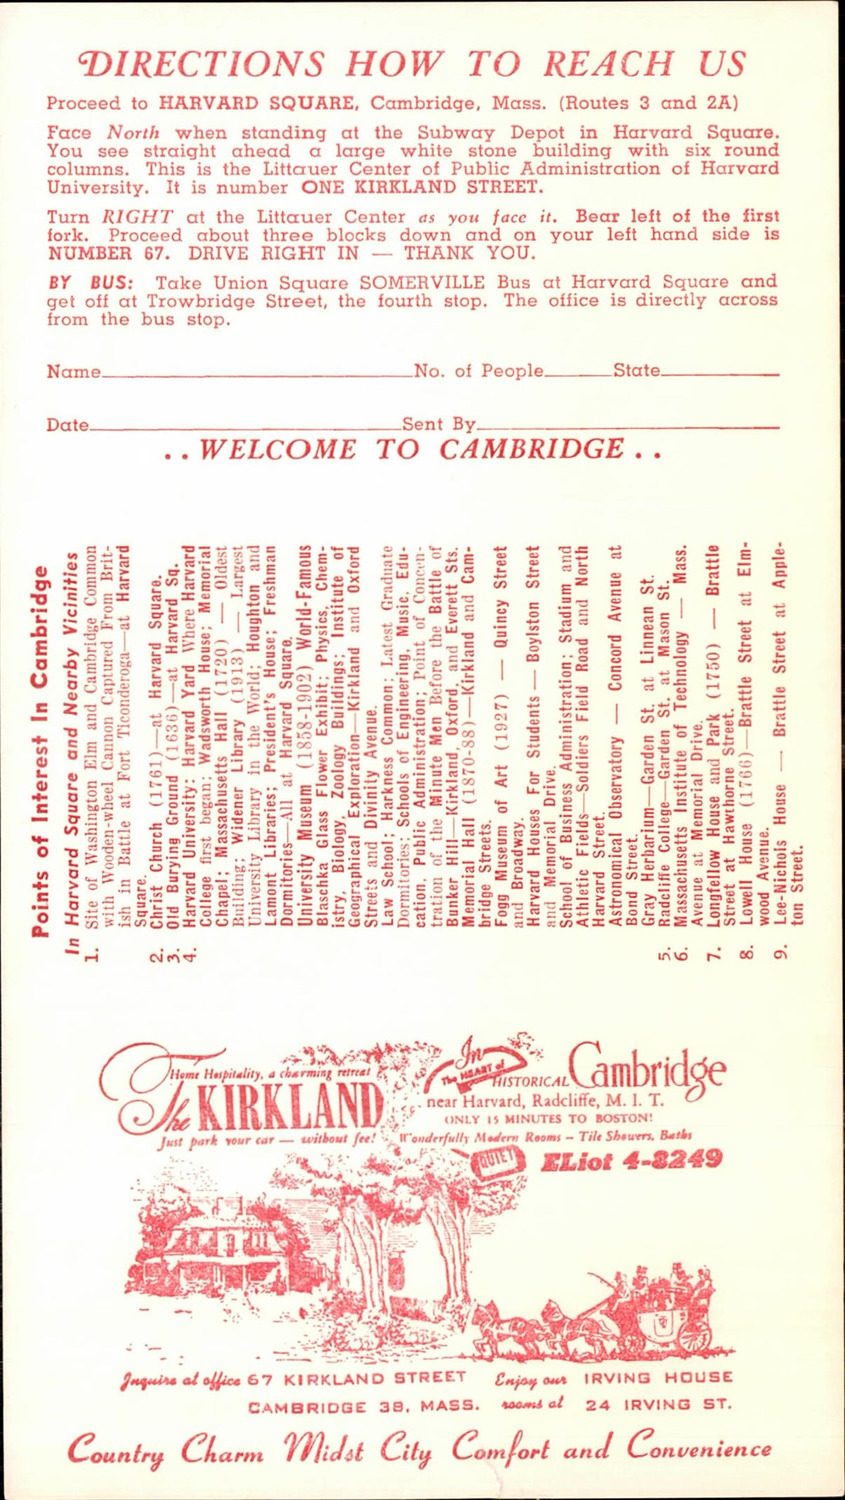 DIRECTIONS HOW TO REACH US
Proceed to HARVARD SQUARE, Cambridge, Mass. (Routes 3 and 2A)
Face North when standing at the Subway Depot in Harvard Square.
You see straight ahead a large white stone building with six round
columns. This is the Littauer Center of Public Administration of Harvard
University. It is number ONE KIRKLAND STREET.
Turn RIGHT at the Littauer Center as you face it. Bear left of the first
fork. Proceed about three blocks down and on your left hand side is
NUMBER 67. DRIVE RIGHT IN — THANK YOU.
BY BUS: Take Union Square SOMERVILLE Bus at Harvard Square and
get off at Trowbridge Street, the fourth stop. The office is directly across
from the bus stop.
Name No. of People State
Date Sent By
. . WELCOME TO CAMBRIDGE . .
Points of Interest In Cambridge
In Harvard Square and Nearby Vicinities
1. Site of Washington Elm and Cambridge Common
with Wooden-wheel Cannon Captured From Brit-
ish in Battle at Fort Ticonderoga—at Harvard
Square.
2. Christ Church (1761)—at Harvard Square.
3. Old Burying Ground (1636)—at Harvard Sq.
4. Harvard University: Harvard Yard Where Harvard
College first began; Wadsworth House; Memorial
Chapel; Massachusetts Hall (1720) — Oldest
Building; Widener Library (1913) — Largest
University Library in the World; Houghton and
Lamont Libraries; President's House; Freshman
Dormitories—All at Harvard Square.
University Museum (1858-1902) World-Famous
Blaschka Glass Flower Exhibit; Physics, Chem-
istry, Biology, Zoology Buildings; Institute of
Geographical Exploration—Kirkland and Oxford
Streets and Divinity Avenue.
Law School; Harkness Common; Latest Graduate
Dormitories; Schools of Engineering, Music, Edu-
cation, Public Administration; Point of Concen-
tration of the Minute Men Before the Battle of
Bunker Hill—Kirkland, Oxford, and Everett Sts.
Memorial Hall (1870-88)—Kirkland and Cam-
bridge Streets.
Fogg Museum of Art (1927) — Quincy Street
and Broadway.
Harvard Houses For Students — Boylston Street
and Memorial Drive.
School of Business Administration; Stadium and
Athletic Fields—Soldiers Field Road and North
Harvard Street.
Astronomical Observatory — Concord Avenue at
Bond Street.
Gray Herbarium—Garden St. at Linnean St.
5. Radcliffe College—Garden St. at Mason St.
6. Massachusetts Institute of Technology — Mass.
Avenue at Memorial Drive.
7. Longfellow House and Park (1750) — Brattle
Street at Hawthorne Street.
8. Lowell House (1766)—Brattle Street at Elm-
wood Avenue.
9. Lee-Nichols House — Brattle Street at Apple-
ton Street.
Home Hospitality, a charming retreat
The KIRKLAND
Just park your car — without fee!
In The HEART of HISTORICAL Cambridge
near Harvard, Radcliffe, M. I. T.
ONLY 15 MINUTES TO BOSTON!
Wonderfully Modern Rooms – Tile Showers, Baths
QUIET
ELiot 4-8249
Inquire at office 67 KIRKLAND STREET
CAMBRIDGE 38, MASS.
Enjoy our IRVING HOUSE
rooms at 24 IRVING ST.
Country Charm Midst City Comfort and Convenience